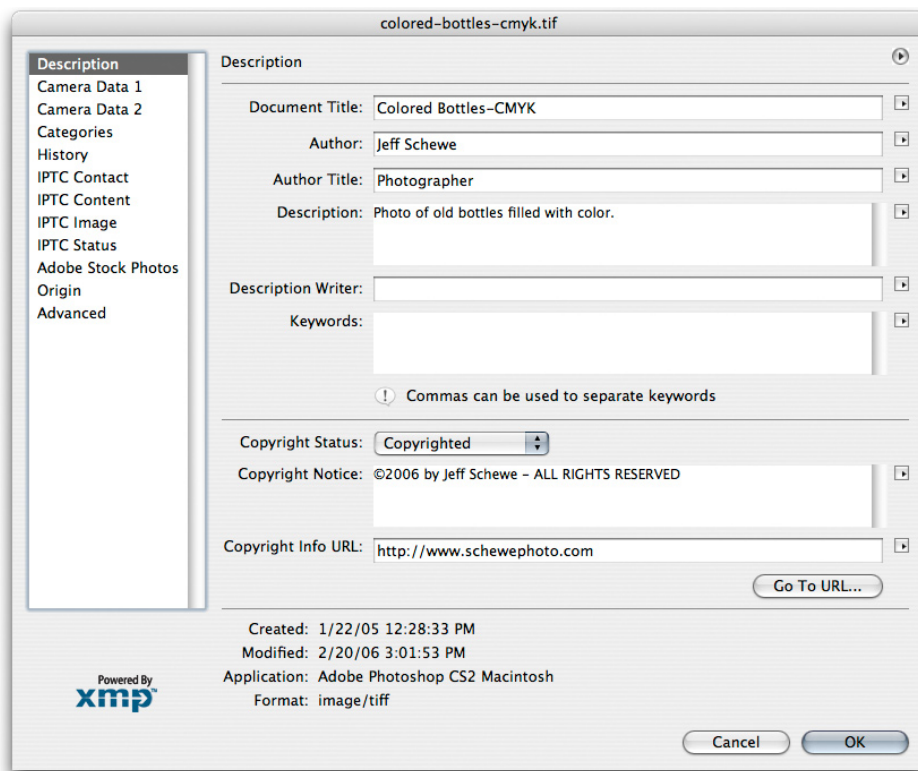 colored-bottles-cmyk.tif
Description
Camera Data 1
Camera Data 2
Categories
History
IPTC Contact
IPTC Content
IPTC Image
IPTC Status
Adobe Stock Photos
Origin
Advanced
Description
Document Title: Colored Bottles-CMYK
Author: Jeff Schewe
Author Title: Photographer
Description: Photo of old bottles filled with color.
Description Writer:
Keywords:
! Commas can be used to separate keywords
Copyright Status: Copyrighted
Copyright Notice: ©2006 by Jeff Schewe – ALL RIGHTS RESERVED
Copyright Info URL: http://www.schewephoto.com
Go To URL...
Created: 1/22/05 12:28:33 PM
Modified: 2/20/06 3:01:53 PM
Application: Adobe Photoshop CS2 Macintosh
Format: image/tiff
Powered By
xmp™
Cancel
OK